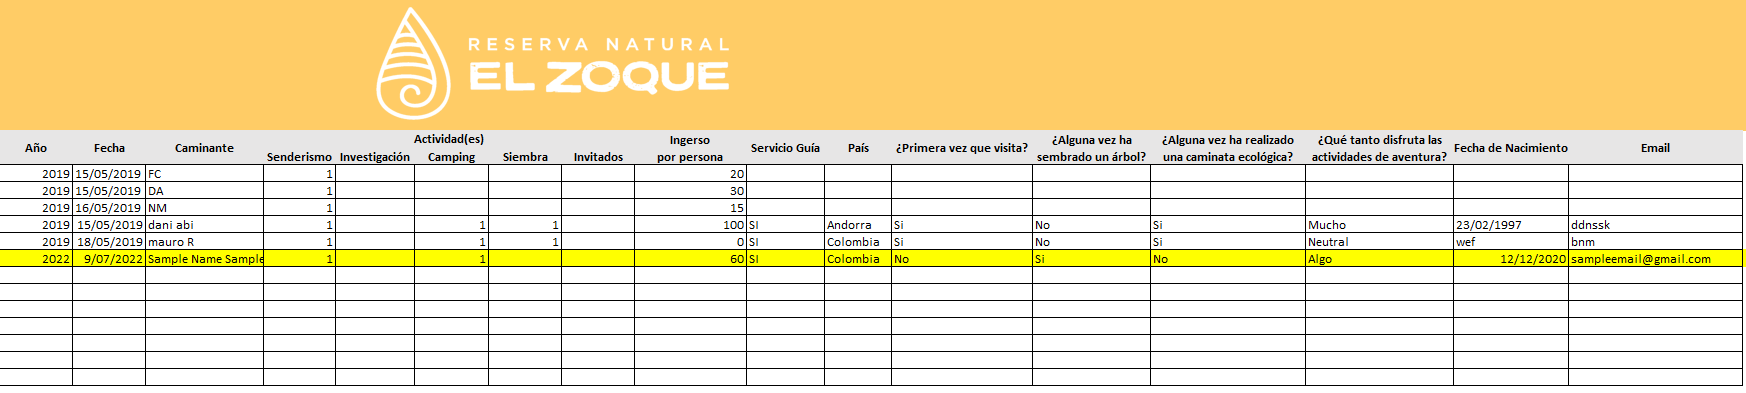 RESERVA NATURAL
EL ZOQUE
Año Fecha Caminante Actividad(es) Ingerso por persona Servicio Guía País ¿Primera vez que visita? ¿Alguna vez ha sembrado un árbol? ¿Alguna vez ha realizado una caminata ecológica? ¿Qué tanto disfruta las actividades de aventura? Fecha de Nacimiento Email
Senderismo Investigación Camping Siembra Invitados
2019 15/05/2019 FC 1 20
2019 15/05/2019 DA 1 30
2019 16/05/2019 NM 1 15
2019 15/05/2019 dani abi 1 1 1 100 SI Andorra Si No Si Mucho 23/02/1997 ddnssk
2019 18/05/2019 mauro R 1 1 1 0 SI Colombia Si No Si Neutral wef bnm
2022 9/07/2022 Sample Name Sample 1 1 60 SI Colombia No Si No Algo 12/12/2020 sampleemail@gmail.com